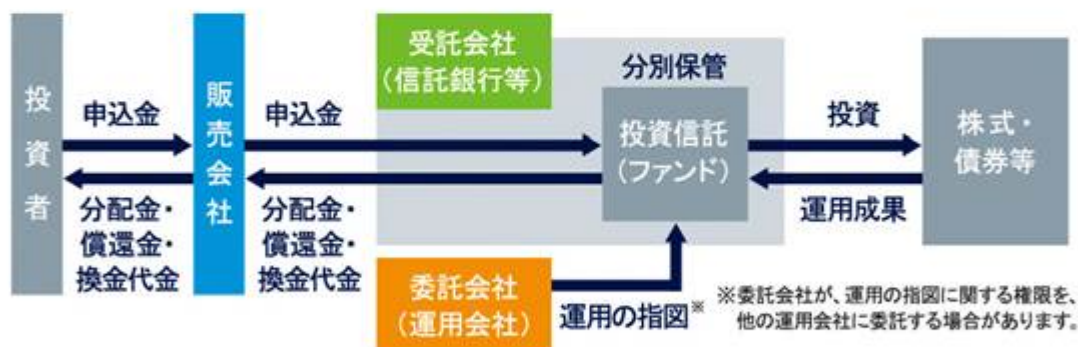 投資者
申込金
分配金・
償還金・
換金代金
販売会社
申込金
分配金・
償還金・
換金代金
受託会社
（信託銀行等）
分別保管
投資信託
（ファンド）
委託会社
（運用会社）
運用の指図※
投資
運用成果
株式・
債券等
※委託会社が、運用の指図に関する権限を、
他の運用会社に委託する場合があります。